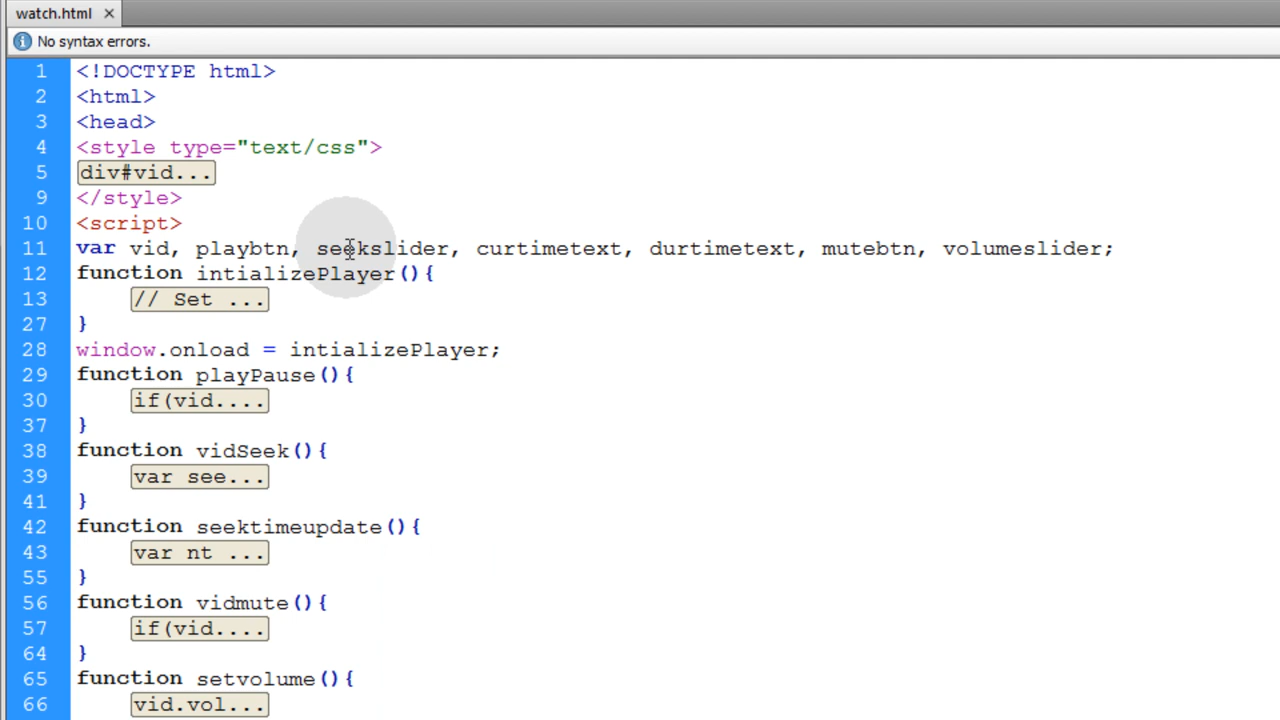 watch.html ×
No syntax errors.
1 <!DOCTYPE html>
2 <html>
3 <head>
4 <style type="text/css">
5 div#vid...
9 </style>
10 <script>
11 var vid, playbtn, seekslider, curtimetext, durtimetext, mutebtn, volumeslider;
12 function intializePlayer(){
13 // Set ...
27 }
28 window.onload = intializePlayer;
29 function playPause(){
30 if(vid....
37 }
38 function vidSeek(){
39 var see...
41 }
42 function seektimeupdate(){
43 var nt ...
55 }
56 function vidmute(){
57 if(vid....
64 }
65 function setvolume(){
66 vid.vol...